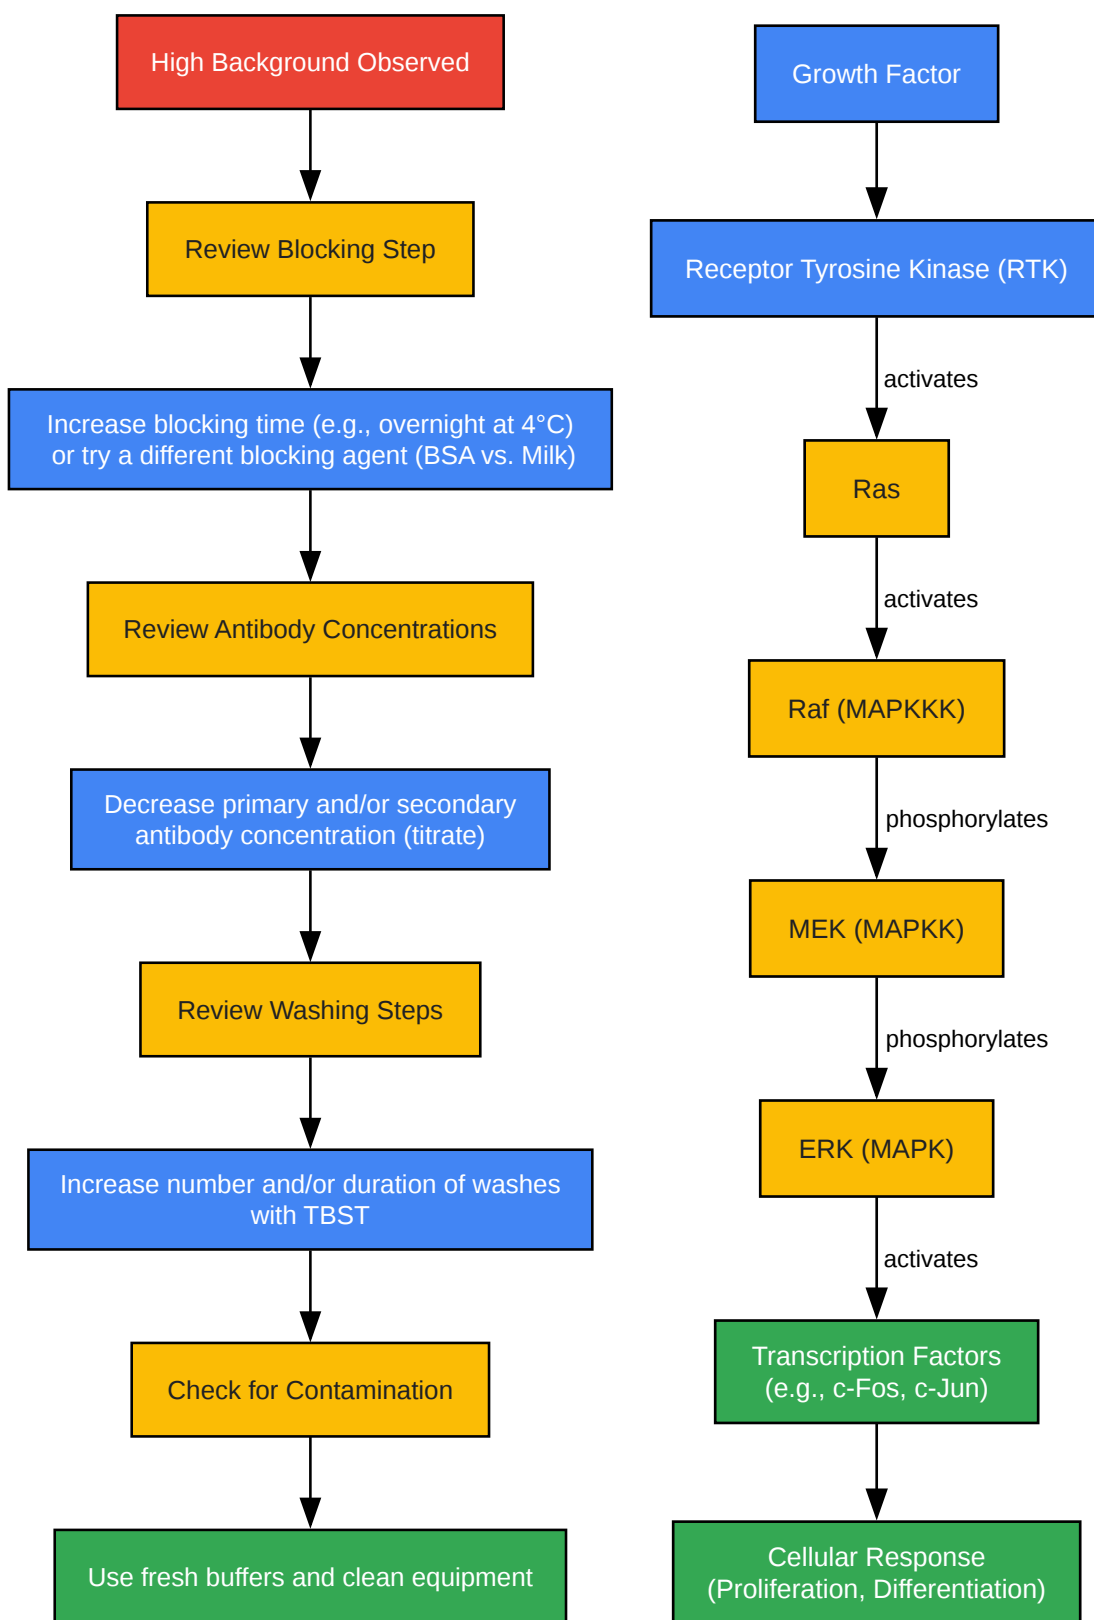 High Background Observed
Review Blocking Step
Increase blocking time (e.g., overnight at 4°C)
or try a different blocking agent (BSA vs. Milk)
Review Antibody Concentrations
Decrease primary and/or secondary
antibody concentration (titrate)
Review Washing Steps
Increase number and/or duration of washes
with TBST
Check for Contamination
Use fresh buffers and clean equipment
Growth Factor
Receptor Tyrosine Kinase (RTK)
activates
Ras
activates
Raf (MAPKKK)
phosphorylates
MEK (MAPKK)
phosphorylates
ERK (MAPK)
activates
Transcription Factors
(e.g., c-Fos, c-Jun)
Cellular Response
(Proliferation, Differentiation)